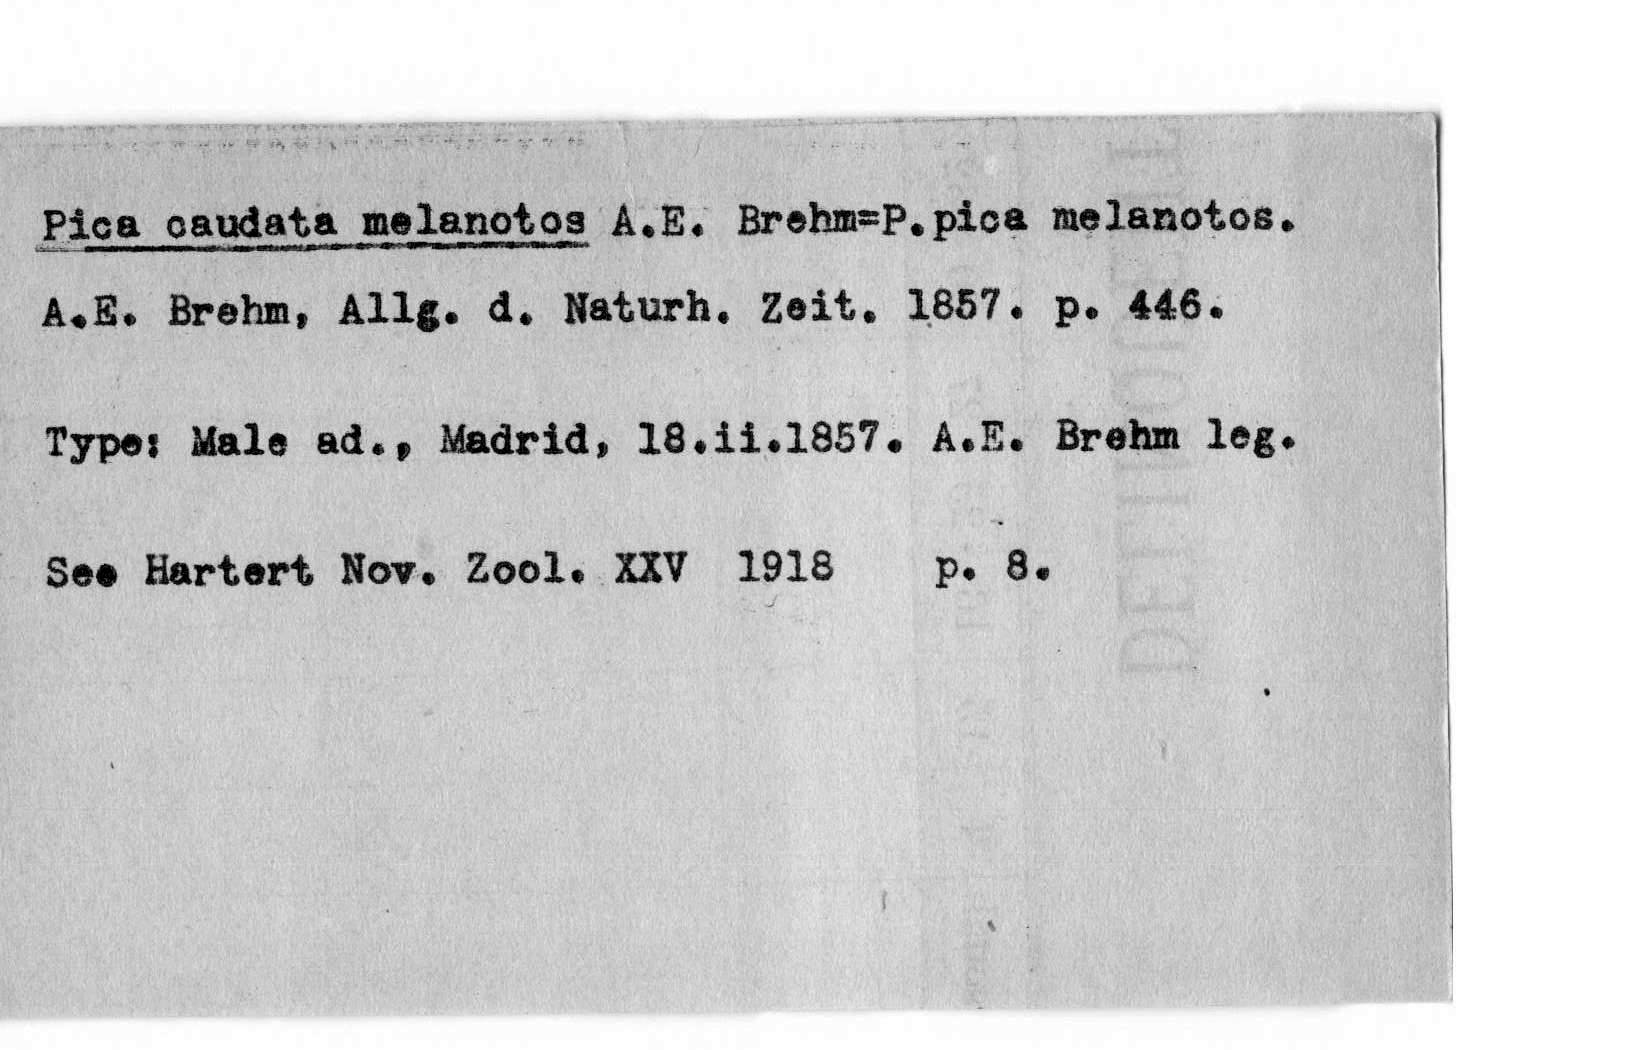 Pica caudata melanotos A.E. Brehm=P.pica melanotos.
A.E. Brehm, Allg. d. Naturh. Zeit. 1857. p. 446.
Type: Male ad., Madrid, 18.ii.1857. A.E. Brehm leg.
See Hartert Nov. Zool. XXV 1918 p. 8.